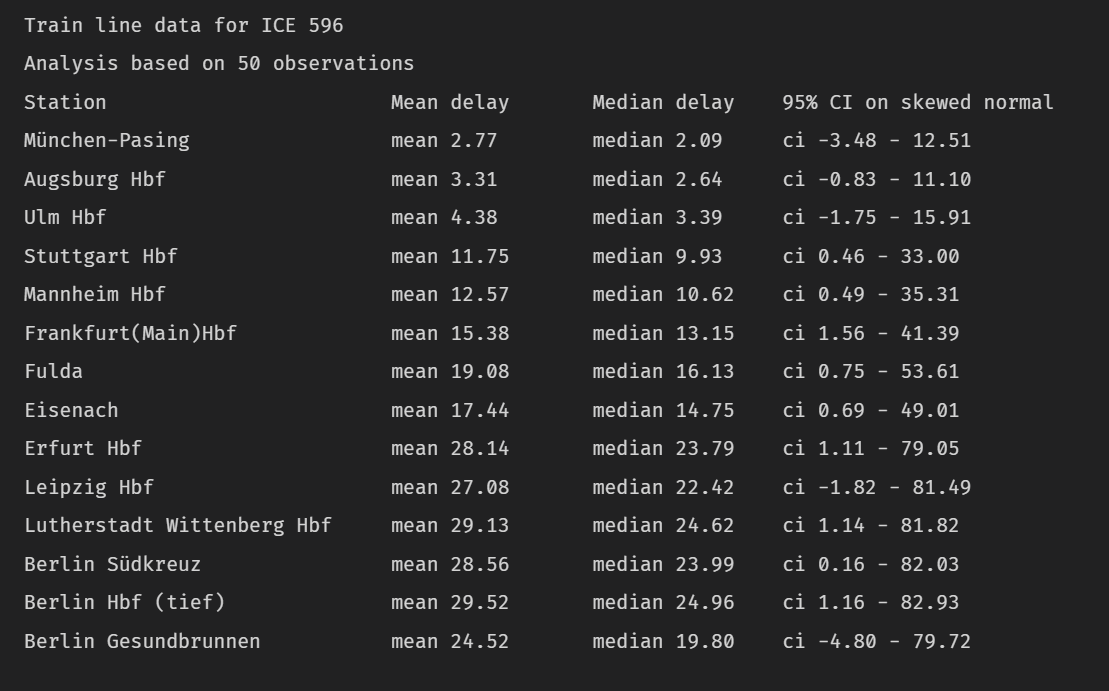 Train line data for ICE 596
Analysis based on 50 observations
Station Mean delay Median delay 95% CI on skewed normal
München-Pasing mean 2.77 median 2.09 ci -3.48 - 12.51
Augsburg Hbf mean 3.31 median 2.64 ci -0.83 - 11.10
Ulm Hbf mean 4.38 median 3.39 ci -1.75 - 15.91
Stuttgart Hbf mean 11.75 median 9.93 ci 0.46 - 33.00
Mannheim Hbf mean 12.57 median 10.62 ci 0.49 - 35.31
Frankfurt(Main)Hbf mean 15.38 median 13.15 ci 1.56 - 41.39
Fulda mean 19.08 median 16.13 ci 0.75 - 53.61
Eisenach mean 17.44 median 14.75 ci 0.69 - 49.01
Erfurt Hbf mean 28.14 median 23.79 ci 1.11 - 79.05
Leipzig Hbf mean 27.08 median 22.42 ci -1.82 - 81.49
Lutherstadt Wittenberg Hbf mean 29.13 median 24.62 ci 1.14 - 81.82
Berlin Südkreuz mean 28.56 median 23.99 ci 0.16 - 82.03
Berlin Hbf (tief) mean 29.52 median 24.96 ci 1.16 - 82.93
Berlin Gesundbrunnen mean 24.52 median 19.80 ci -4.80 - 79.72